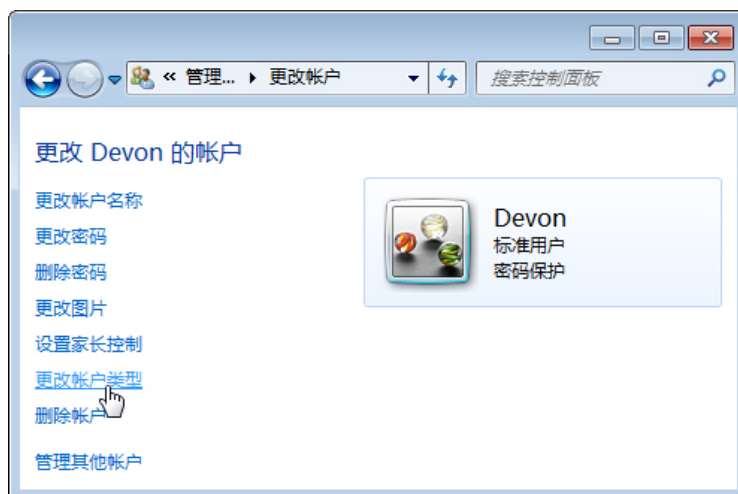 « 管理... ▸ 更改帐户
搜索控制面板
更改 Devon 的帐户
更改帐户名称
更改密码
删除密码
更改图片
设置家长控制
更改帐户类型
删除帐户
管理其他帐户
Devon
标准用户
密码保护